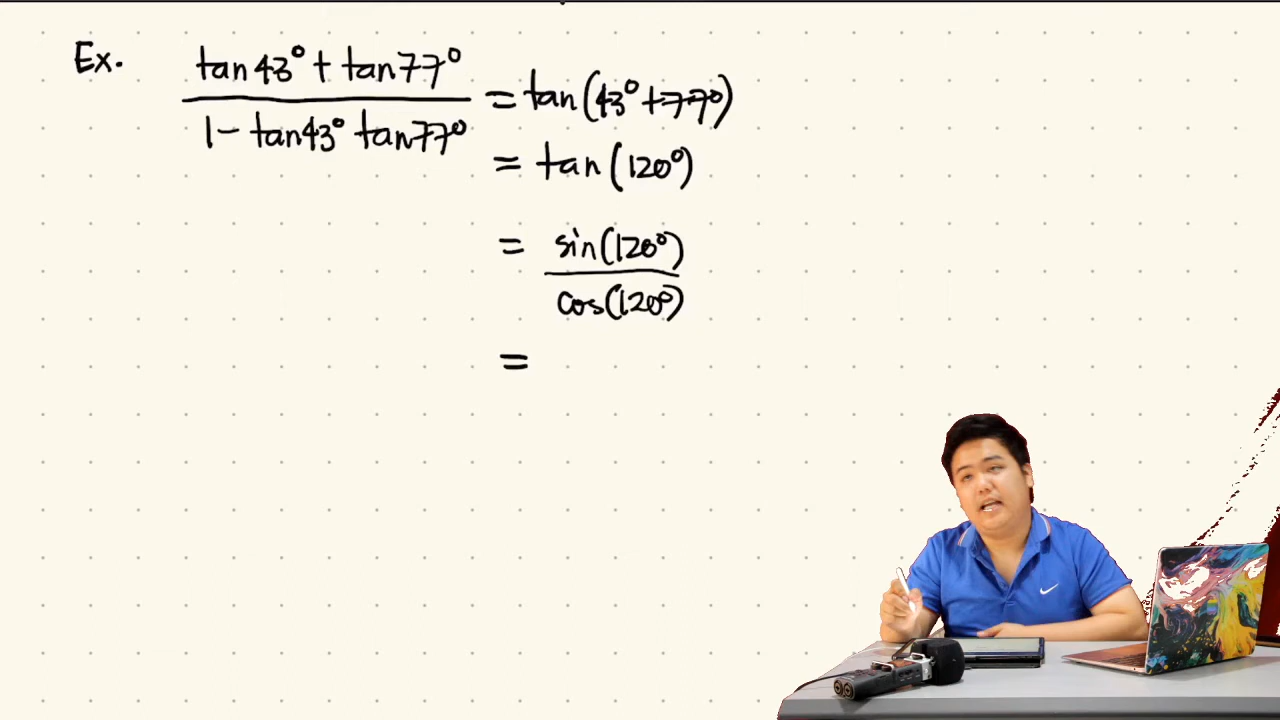 Ex. tan43° + tan77°
1 - tan43° tan77°
= tan(43°+77°)
= tan(120°)
= sin(120°)
cos(120°)
=